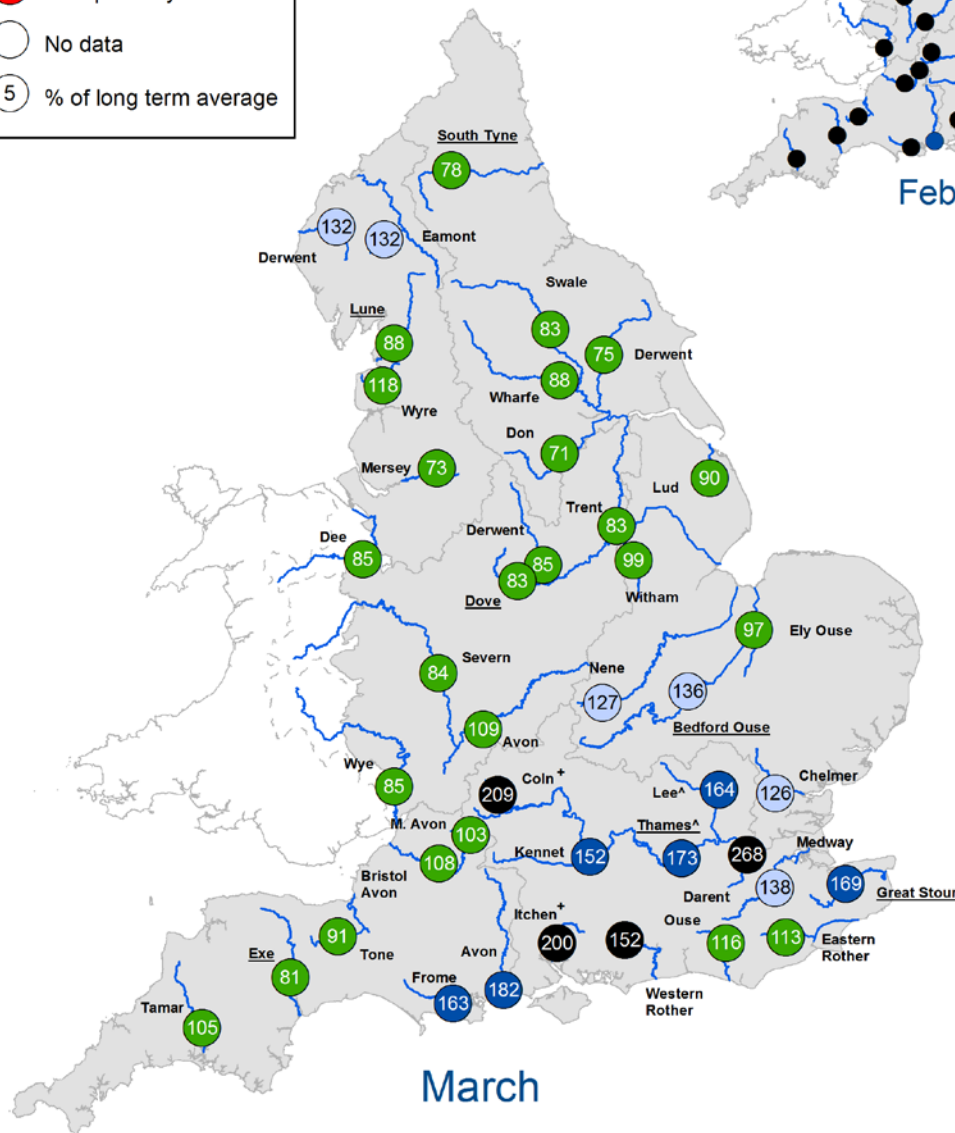 No data
5 % of long term average
Feb
South Tyne
78
132
132
Eamont
Derwent
Swale
Lune
83
88
75
Derwent
118
88
Wharfe
Wyre
Don
71
Mersey
73
90
Lud
Trent
83
Derwent
Dee
85
85
99
83
Dove
Witham
97
Ely Ouse
Severn
84
Nene
136
127
Bedford Ouse
109
Avon
Wye
Coln +
Chelmer
85
209
Lee^
164
126
M. Avon
103
Thames^
Medway
Kennet
152
173
268
108
Bristol
Avon
Darent
138
169
Great Stour
Itchen +
Ouse
91
Tone
200
152
116
113
Eastern
Rother
Exe
Avon
81
Frome
182
163
Western
Rother
Tamar
105
March